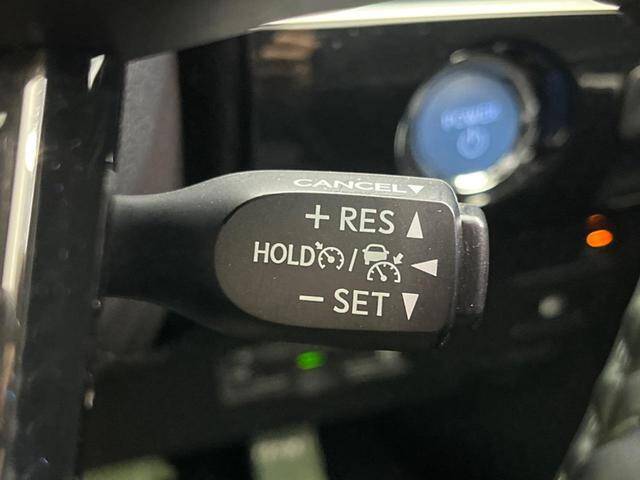 CANCEL▼
+ RES ▲
HOLD / ◄
− SET ▼
POWER